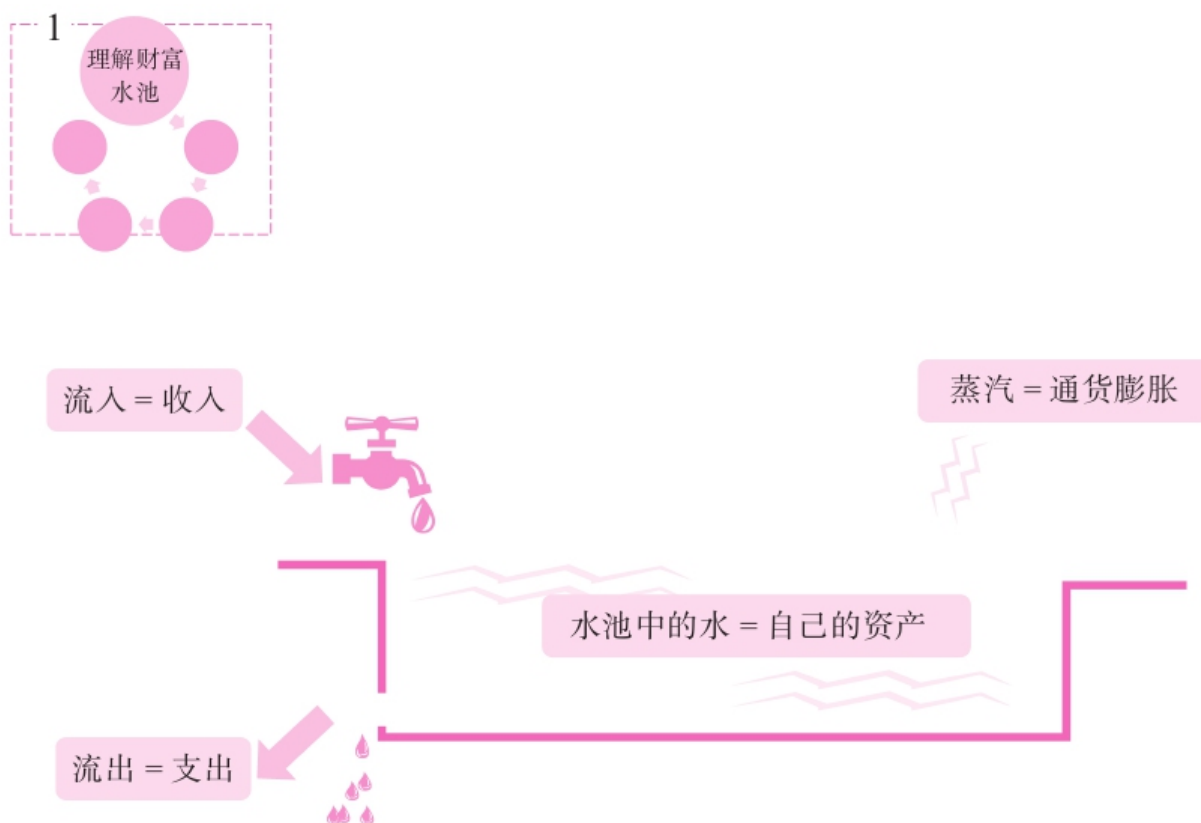 1
理解财富
水池
流入 = 收入
蒸汽 = 通货膨胀
水池中的水 = 自己的资产
流出 = 支出